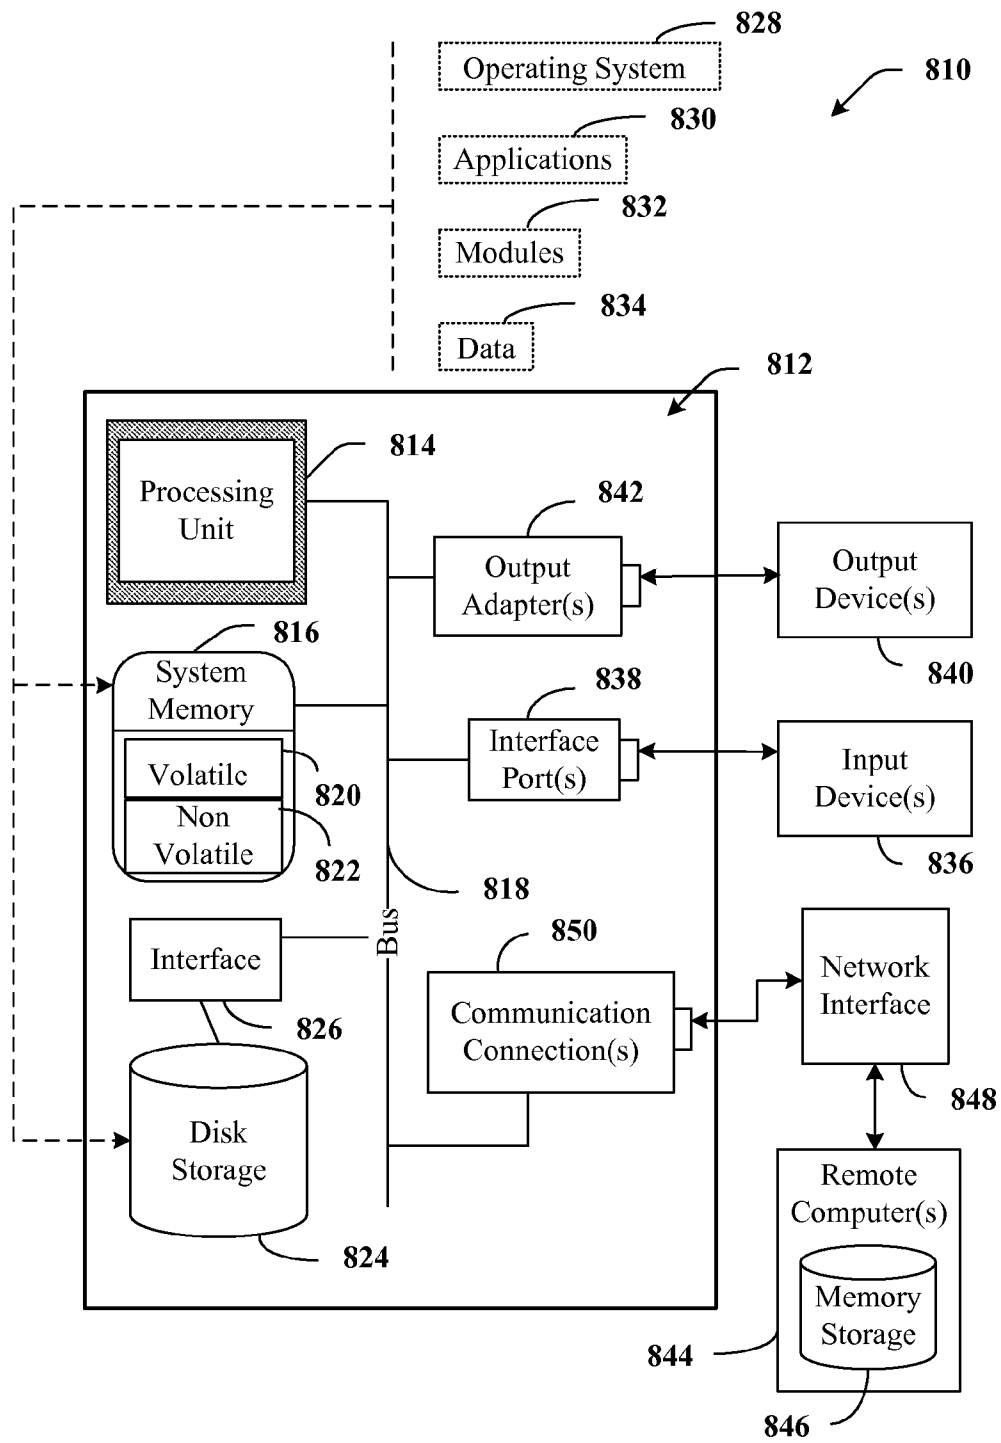 828
Operating System
810
830
Applications
832
Modules
834
Data
812
814
Processing
Unit
842
Output
Adapter(s)
Output
Device(s)
840
816
System
Memory
838
Interface
Port(s)
Input
Device(s)
836
Volatile
820
Non
Volatile
822
818
Bus
850
Interface
826
Communication
Connection(s)
Network
Interface
848
Disk
Storage
824
Remote
Computer(s)
Memory
Storage
844
846